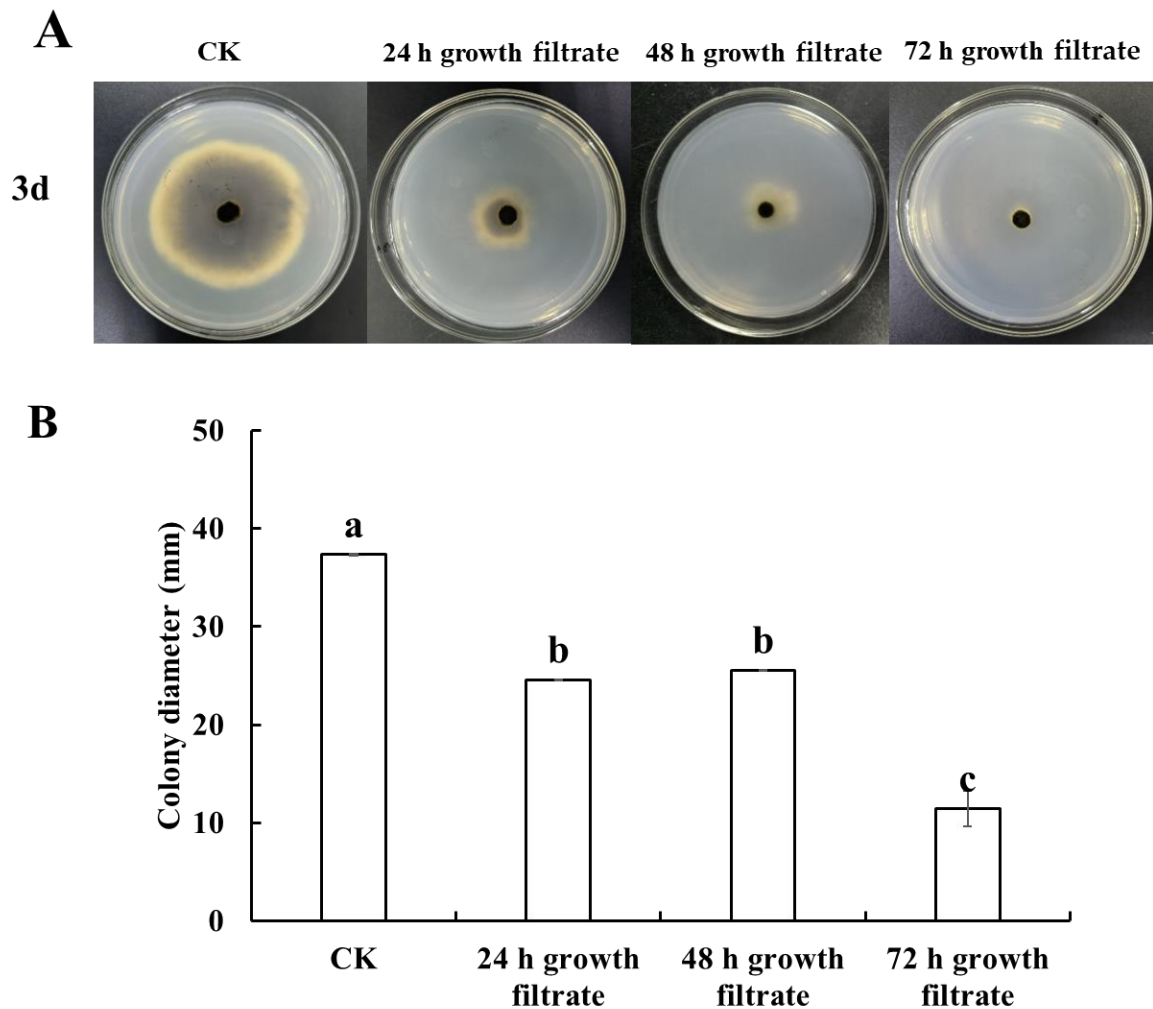 A
CK
24 h growth filtrate
48 h growth filtrate
72 h growth filtrate
3d
B
Colony diameter (mm)
50
40
30
20
10
0
a
b
b
c
CK
24 h growth
filtrate
48 h growth
filtrate
72 h growth
filtrate